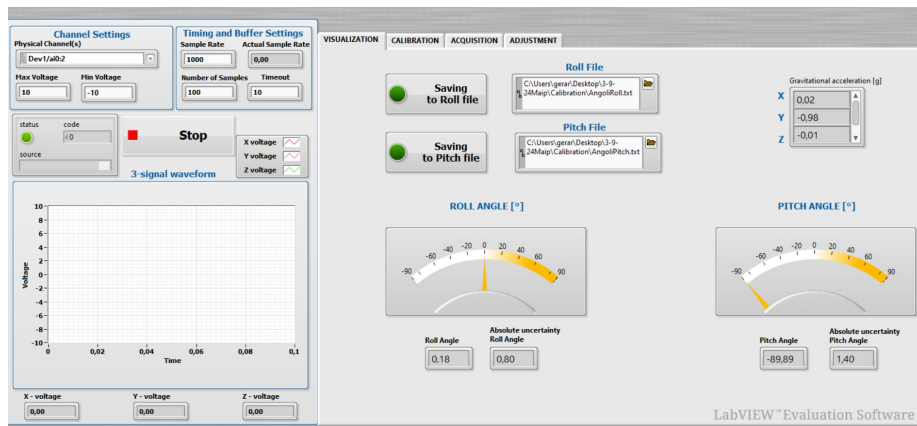 Channel Settings
Physical Channel(s)
Dev1/ai0:2
Max Voltage
Min Voltage
10
-10
Timing and Buffer Settings
Sample Rate
Actual Sample Rate
1000
0,00
Number of Samples
Timeout
100
10
status
code
0
source
Stop
X voltage
Y voltage
Z voltage
3-signal waveform
Voltage
10
8
6
4
2
0
-2
-4
-6
-8
-10
0
0,02
0,04
0,06
0,08
0,1
Time
X - voltage
Y - voltage
Z - voltage
0,00
0,00
0,00
VISUALIZATION
CALIBRATION
ACQUISITION
ADJUSTMENT
Saving
to Roll file
Roll File
C:\Users\gerar\Desktop\3-9-
24Maip\Calibration\AngoliRoll.txt
Saving
to Pitch file
Pitch File
C:\Users\gerar\Desktop\3-9-
24Maip\Calibration\AngoliPitch.txt
Gravitational acceleration [g]
X
0,02
Y
-0,98
Z
-0,01
ROLL ANGLE [°]
-90
-60
-40
-20
0
20
40
60
90
Roll Angle
Absolute uncertainty
Roll Angle
0,18
0,80
PITCH ANGLE [°]
-90
-60
-40
-20
0
20
40
60
90
Pitch Angle
Absolute uncertainty
Pitch Angle
-89,89
1,40
LabVIEW™Evaluation Software